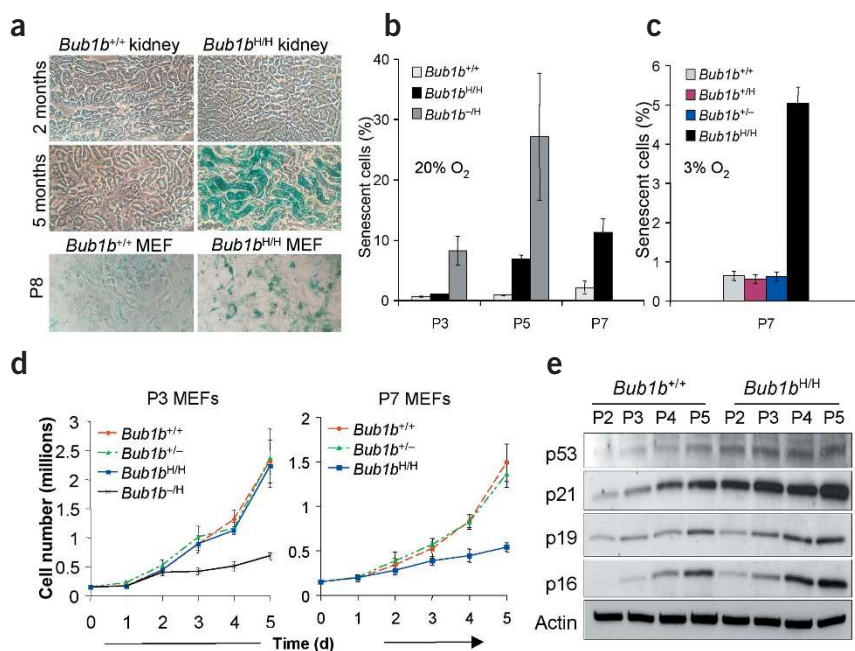 a
Bub1b+/+ kidney
Bub1bH/H kidney
2 months
5 months
Bub1b+/+ MEF
Bub1bH/H MEF
P8
b
Senescent cells (%)
50
40
30
20
10
0
Bub1b+/+
Bub1bH/H
Bub1b–/H
20% O2
P3 P5 P7
c
Senescent cells (%)
6
5
4
3
2
1
0
Bub1b+/+
Bub1b+/H
Bub1b+/–
Bub1bH/H
3% O2
P7
d
P3 MEFs
Cell number (millions)
3
2.5
2
1.5
1
0.5
0
Bub1b+/+
Bub1b+/–
Bub1bH/H
Bub1b–/H
0 1 2 3 4 5
P7 MEFs
2
1.5
1
0.5
0
Bub1b+/+
Bub1b+/–
Bub1bH/H
0 1 2 3 4 5
Time (d)
e
Bub1b+/+ Bub1bH/H
P2 P3 P4 P5 P2 P3 P4 P5
p53
p21
p19
p16
Actin